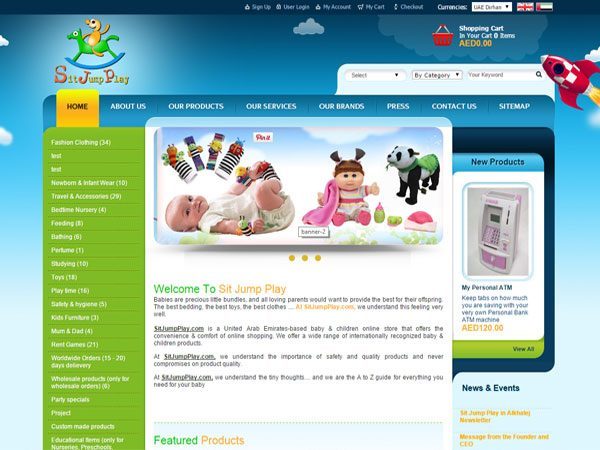 Sign Up
User Login
My Account
My Cart
Checkout
Currencies: UAE Dirhan
Sit Jump Play
Shopping Cart
In Your Cart 0 Items
AED0.00
Select
By Category
Your Keyword
HOME
ABOUT US
OUR PRODUCTS
OUR SERVICES
OUR BRANDS
PRESS
CONTACT US
SITEMAP
Fashion Clothing (34)
test
test
Newborn & Infant Wear (10)
Travel & Accessories (29)
Bedtime Nursery (4)
Feeding (8)
Bathing (6)
Perfume (1)
Studying (10)
Toys (18)
Play time (16)
Safety & hygiene (5)
Kids Furniture (3)
Mum & Dad (4)
Rent Games (21)
Worldwide Orders (15 - 20)
days delievery
Wholesale products (only for
wholesale orders) (6)
Party specials
Project
Custom made products
Educational Items (only for
Nurseries, Preschools,
Pin it
banner-2
Welcome To Sit Jump Play
Babies are precious little bundles, and all loving parents would want to provide the best for their offspring.
The best bedding, the best toys, the best clothes .... At SitJumpPlay.com, we understand this feeling very
well.
SitJumpPlay.com is a United Arab Emirates-based baby & children online store that offers the
convenience & comfort of online shopping. We offer a wide range of internationally recognized baby &
children products.
At SitJumpPlay.com, we understand the importance of safety and quality products and never
compromises on product quality.
At SitJumpPlay.com, we understand the tiny thoughts... and we are the A to Z guide for everything you
need for your baby
Featured Products
New Products
My Personal ATM
Keep tabs on how much
you are saving with your
very own Personal Bank
ATM machine.
AED120.00
View All
News & Events
Sit Jump Play in Alkhalej
Newsletter
Message from the Founder and
CEO